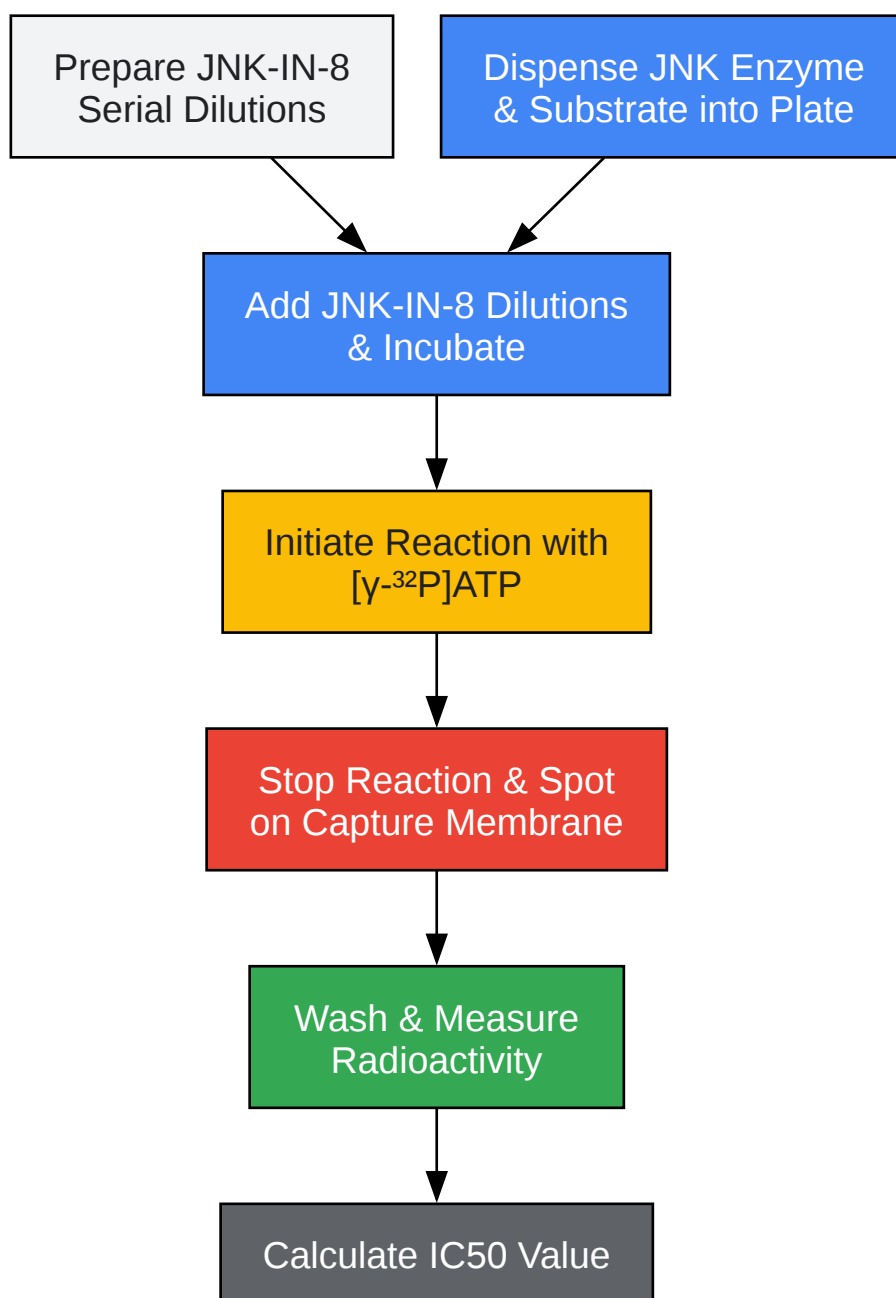 Prepare JNK-IN-8
Serial Dilutions
Dispense JNK Enzyme
& Substrate into Plate
Add JNK-IN-8 Dilutions
& Incubate
Initiate Reaction with
[γ-³²P]ATP
Stop Reaction & Spot
on Capture Membrane
Wash & Measure
Radioactivity
Calculate IC50 Value